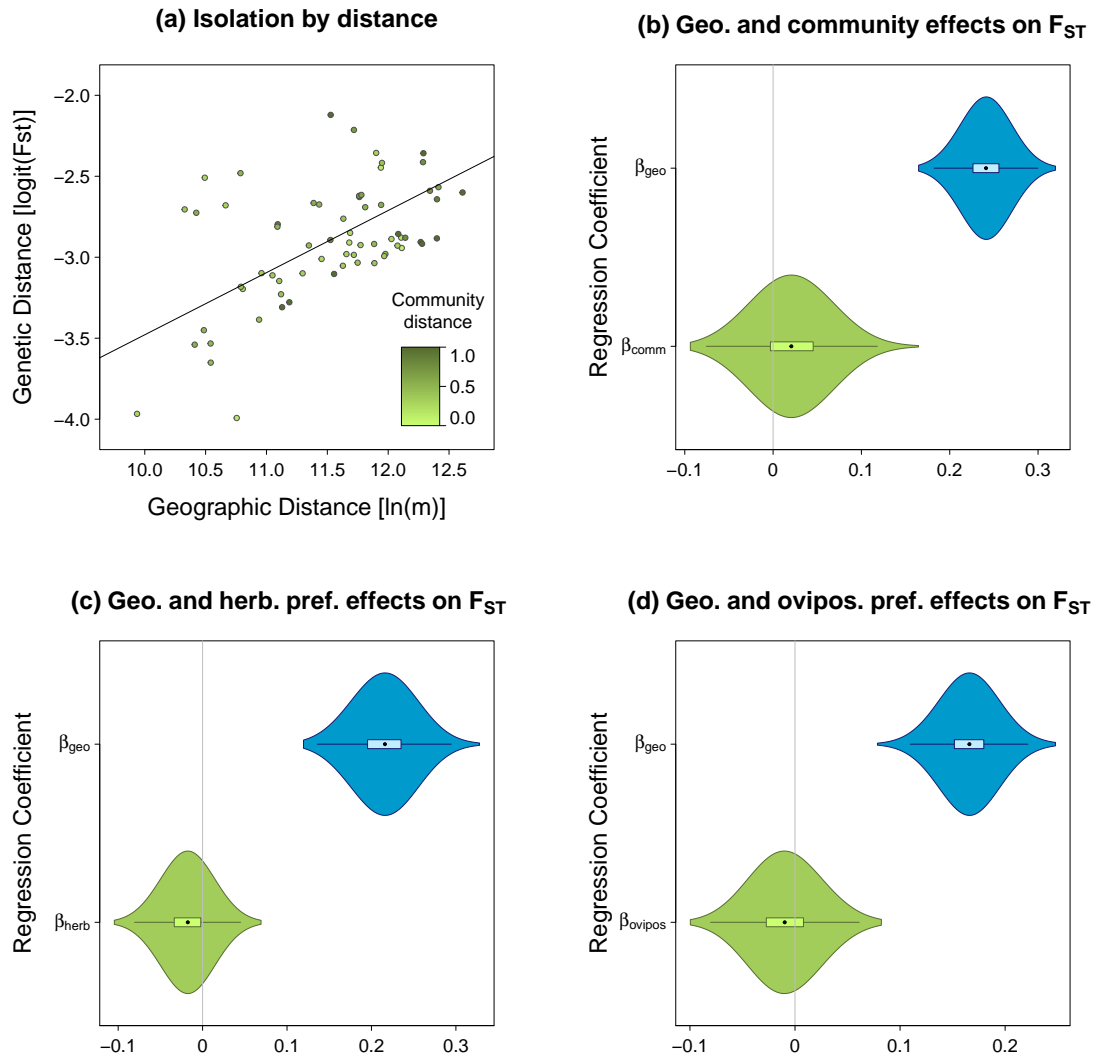 (a) Isolation by distance
Genetic Distance [logit(Fst)]
−2.0
−2.5
−3.0
−3.5
−4.0
Community
distance
1.0
0.5
0.0
10.0 10.5 11.0 11.5 12.0 12.5
Geographic Distance [ln(m)]
(b) Geo. and community effects on FST
Regression Coefficient
βgeo
βcomm
−0.1 0 0.1 0.2 0.3
(c) Geo. and herb. pref. effects on FST
Regression Coefficient
βgeo
βherb
−0.1 0 0.1 0.2 0.3
(d) Geo. and ovipos. pref. effects on FST
Regression Coefficient
βgeo
βovipos
−0.1 0 0.1 0.2